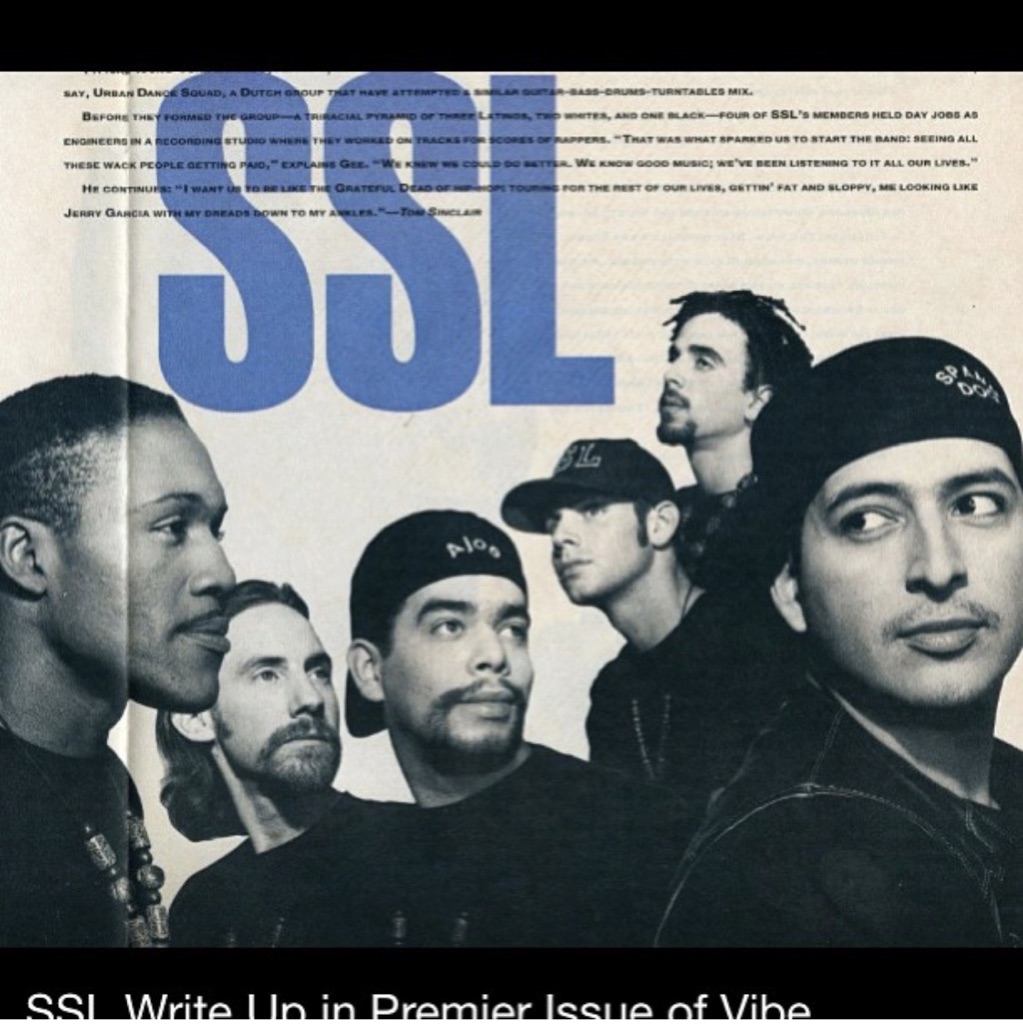 SAY, URBAN DANCE SQUAD, A DUTCH GROUP THAT HAVE ATTEMPTED A SIMILAR GUITAR-BASS-DRUMS-TURNTABLES MIX.
BEFORE THEY FORMED THE GROUP—A TRIRACIAL PYRAMID OF THREE LATINOS, TWO WHITES, AND ONE BLACK—FOUR OF SSL'S MEMBERS HELD DAY JOBS AS
ENGINEERS IN A RECORDING STUDIO WHERE THEY WORKED ON TRACKS FOR SCORES OF RAPPERS. "THAT WAS WHAT SPARKED US TO START THE BAND: SEEING ALL
THESE WACK PEOPLE GETTING PAID," EXPLAINS GEE. "WE KNEW WE COULD DO BETTER. WE KNOW GOOD MUSIC; WE'VE BEEN LISTENING TO IT ALL OUR LIVES."
HE CONTINUES: "I WANT US TO BE LIKE THE GRATEFUL DEAD OF HIP-HOP: TOURING FOR THE REST OF OUR LIVES, GETTIN' FAT AND SLOPPY, ME LOOKING LIKE
JERRY GARCIA WITH MY DREADS DOWN TO MY ANKLES."—TOM SINCLAIR
SSL
SSL Write Up in Premier Issue of Vibe